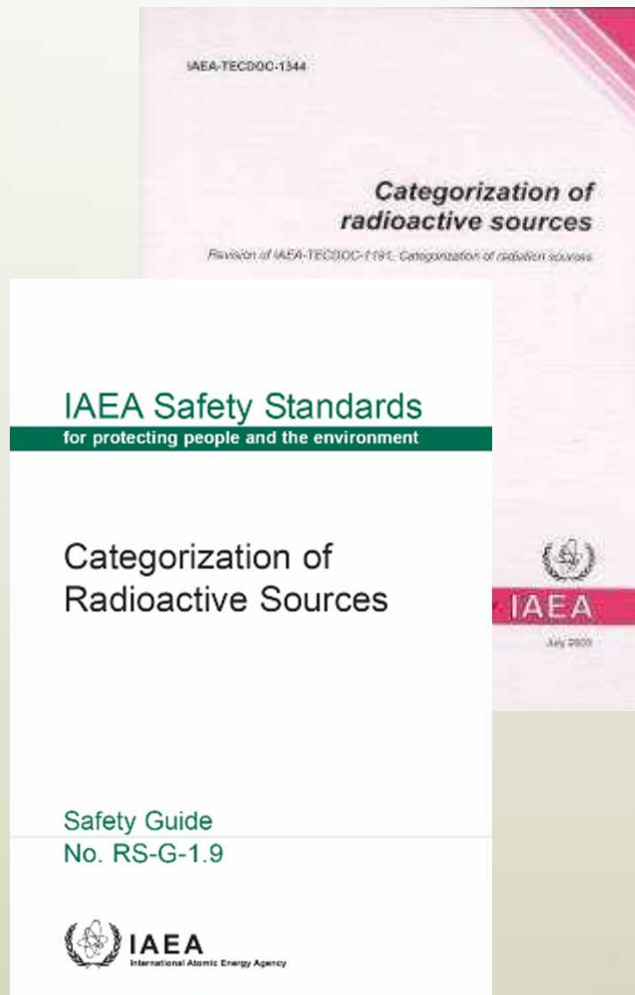 IAEA-TECDOC-1344
Categorization of
radioactive sources
Revision of IAEA-TECDOC-1191, Categorization of radiation sources
IAEA
July 2003
IAEA Safety Standards
for protecting people and the environment
Categorization of
Radioactive Sources
Safety Guide
No. RS-G-1.9
IAEA
International Atomic Energy Agency